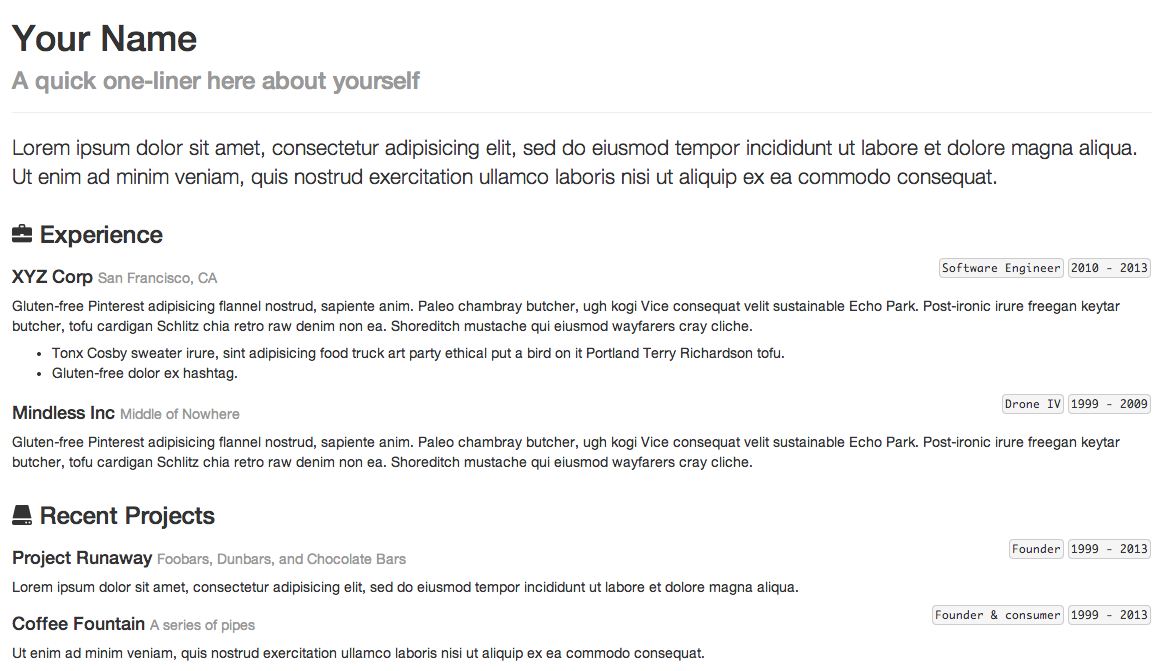 Your Name
A quick one-liner here about yourself
Lorem ipsum dolor sit amet, consectetur adipisicing elit, sed do eiusmod tempor incididunt ut labore et dolore magna aliqua.
Ut enim ad minim veniam, quis nostrud exercitation ullamco laboris nisi ut aliquip ex ea commodo consequat.
Experience
XYZ Corp San Francisco, CA Software Engineer 2010 - 2013
Gluten-free Pinterest adipisicing flannel nostrud, sapiente anim. Paleo chambray butcher, ugh kogi Vice consequat velit sustainable Echo Park. Post-ironic irure freegan keytar
butcher, tofu cardigan Schlitz chia retro raw denim non ea. Shoreditch mustache qui eiusmod wayfarers cray cliche.
• Tonx Cosby sweater irure, sint adipisicing food truck art party ethical put a bird on it Portland Terry Richardson tofu.
• Gluten-free dolor ex hashtag.
Mindless Inc Middle of Nowhere Drone IV 1999 - 2009
Gluten-free Pinterest adipisicing flannel nostrud, sapiente anim. Paleo chambray butcher, ugh kogi Vice consequat velit sustainable Echo Park. Post-ironic irure freegan keytar
butcher, tofu cardigan Schlitz chia retro raw denim non ea. Shoreditch mustache qui eiusmod wayfarers cray cliche.
Recent Projects
Project Runaway Foobars, Dunbars, and Chocolate Bars Founder 1999 - 2013
Lorem ipsum dolor sit amet, consectetur adipisicing elit, sed do eiusmod tempor incididunt ut labore et dolore magna aliqua.
Coffee Fountain A series of pipes Founder & consumer 1999 - 2013
Ut enim ad minim veniam, quis nostrud exercitation ullamco laboris nisi ut aliquip ex ea commodo consequat.